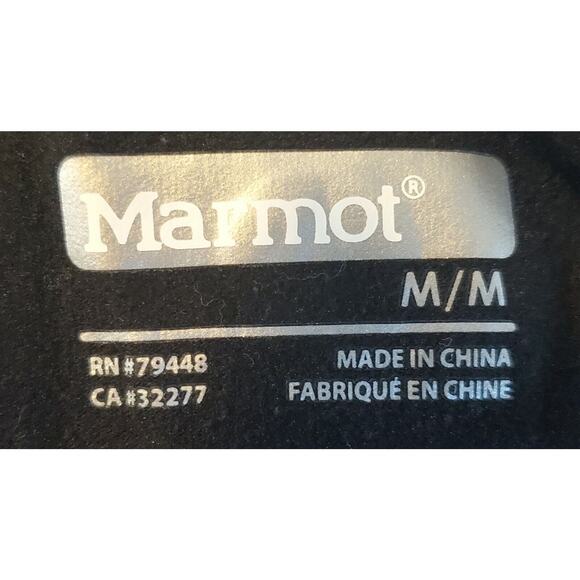 Marmot®
M/M
RN#79448
CA#32277
MADE IN CHINA
FABRIQUÉ EN CHINE